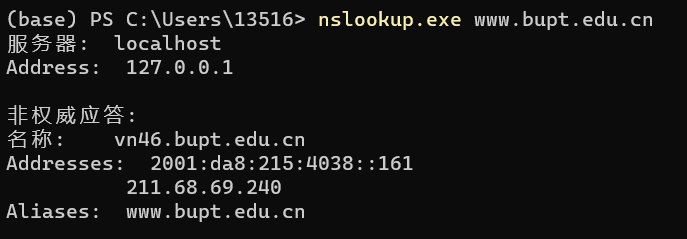 (base) PS C:\Users\13516> nslookup.exe www.bupt.edu.cn
服务器:  localhost
Address:  127.0.0.1

非权威应答:
名称:    vn46.bupt.edu.cn
Addresses:  2001:da8:215:4038::161
          211.68.69.240
Aliases:  www.bupt.edu.cn